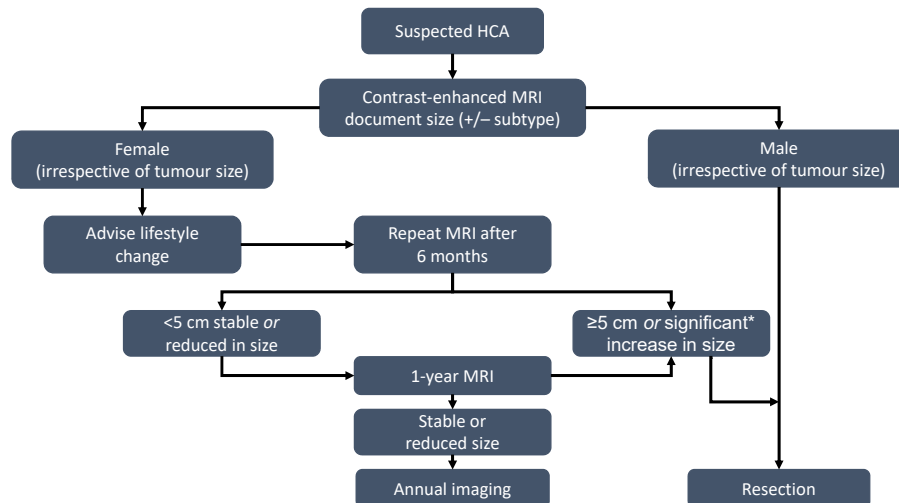 Suspected HCA
Contrast-enhanced MRI
document size (+/– subtype)
Female
(irrespective of tumour size)
Male
(irrespective of tumour size)
Advise lifestyle
change
Repeat MRI after
6 months
<5 cm stable or
reduced in size
≥5 cm or significant*
increase in size
1-year MRI
Stable or
reduced size
Annual imaging
Resection